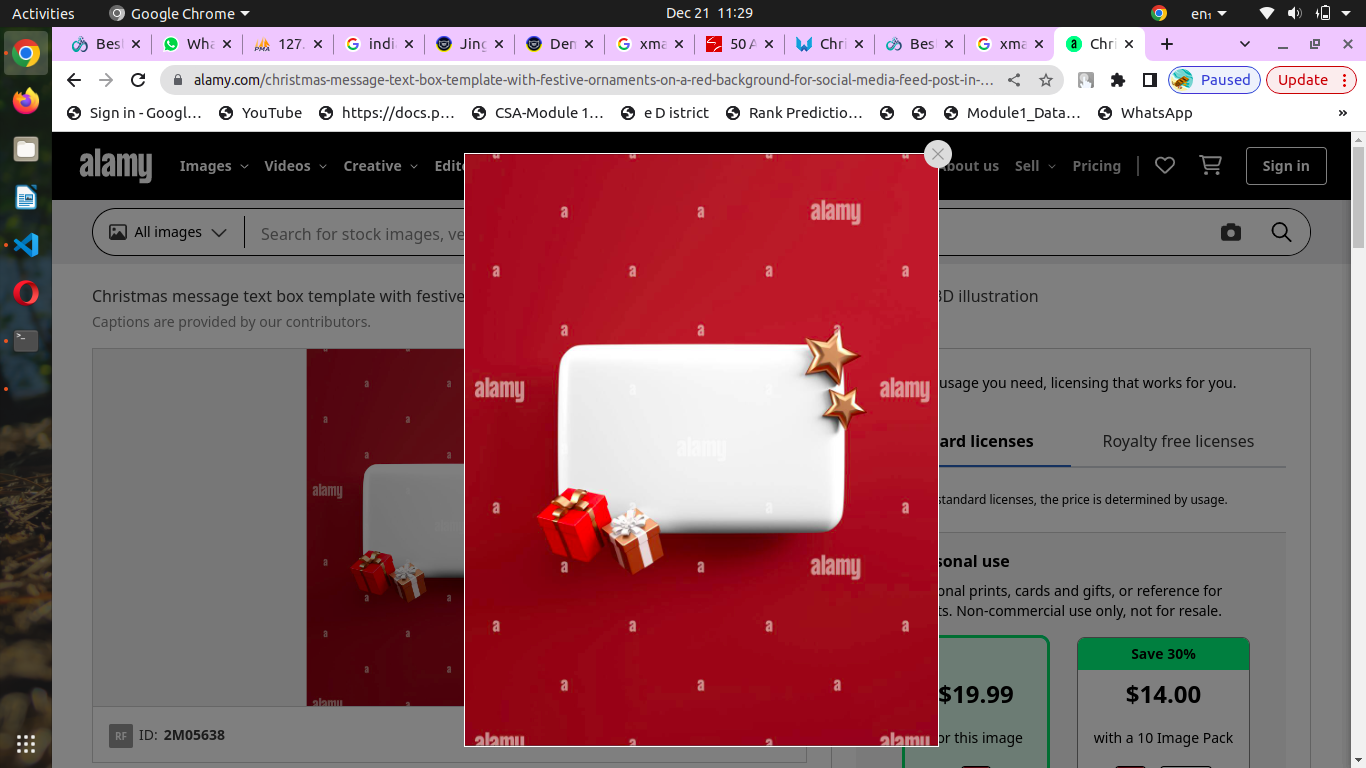 Activities
Google Chrome
Dec 21 11:29
en₁
Besl
Wha
127.
indi
Jing
Den
xma
50 A
Chri
Besl
xma
Chri
alamy.com/christmas-message-text-box-template-with-festive-ornaments-on-a-red-background-for-social-media-feed-post-in-...
Paused
Update
Sign in - Googl...
YouTube
https://docs.p...
CSA-Module 1...
e D istrict
Rank Predictio...
Module1_Data...
WhatsApp
»
alamy
Images
Videos
Creative
Edito
bout us
Sell
Pricing
Sign in
All images
Search for stock images, ve
Christmas message text box template with festive
3D illustration
Captions are provided by our contributors.
usage you need, licensing that works for you.
ard licenses
Royalty free licenses
standard licenses, the price is determined by usage.
sonal use
onal prints, cards and gifts, or reference for
ts. Non-commercial use only, not for resale.
Save 30%
$19.99
$14.00
or this image
with a 10 Image Pack
RF
ID: 2M05638
a a alamy
a a a a
a a a
alamy a alamy
alamy
a a a
a a alamy
a a a a
a a a
alamy a a alamy